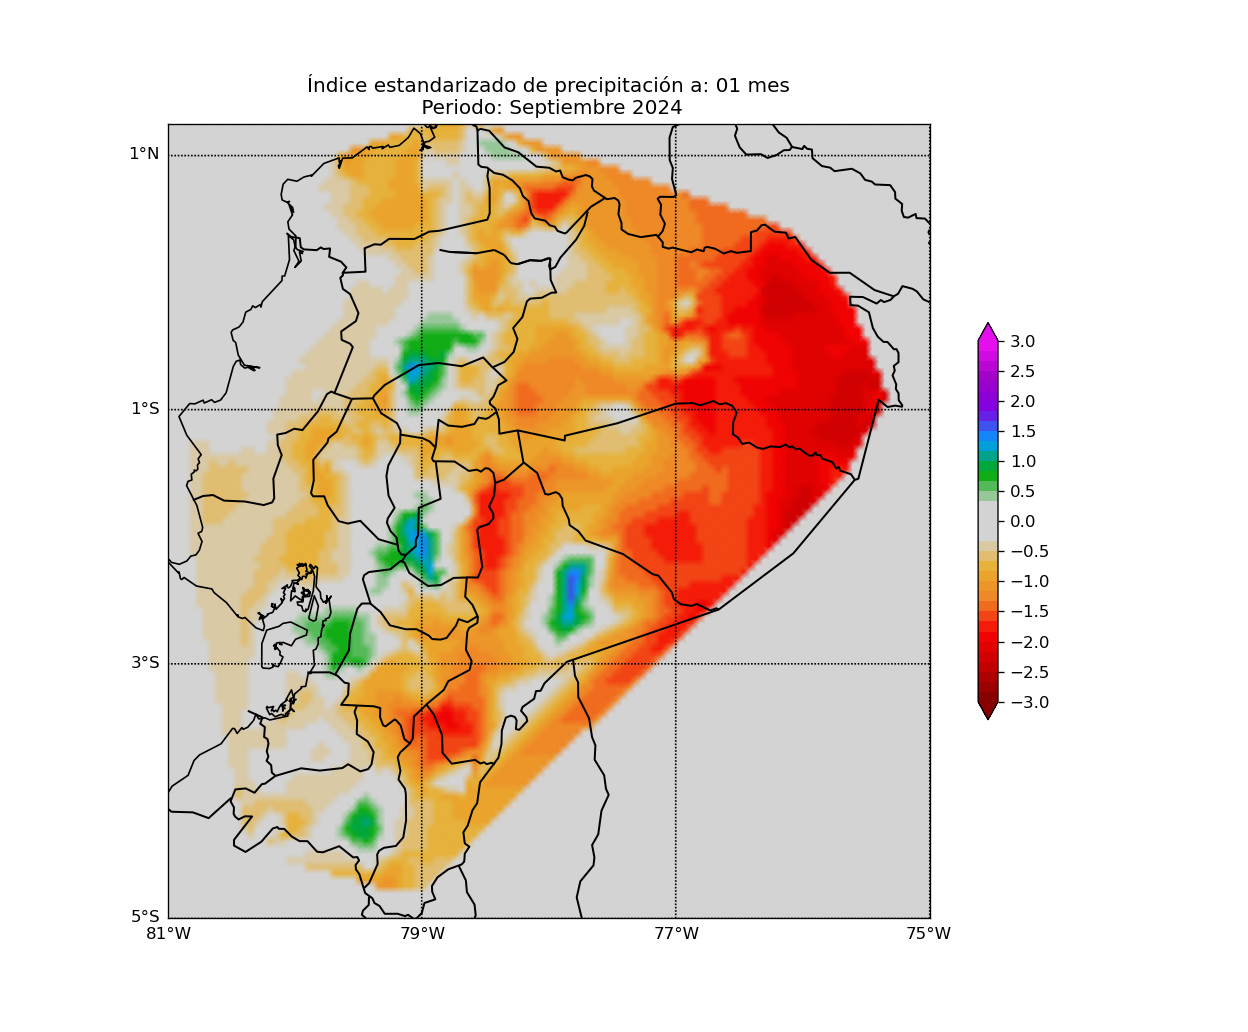 Índice estandarizado de precipitación a: 01 mes
Periodo: Septiembre 2024
1°N
1°S
3°S
5°S
81°W
79°W
77°W
75°W
3.0
2.5
2.0
1.5
1.0
0.5
0.0
−0.5
−1.0
−1.5
−2.0
−2.5
−3.0